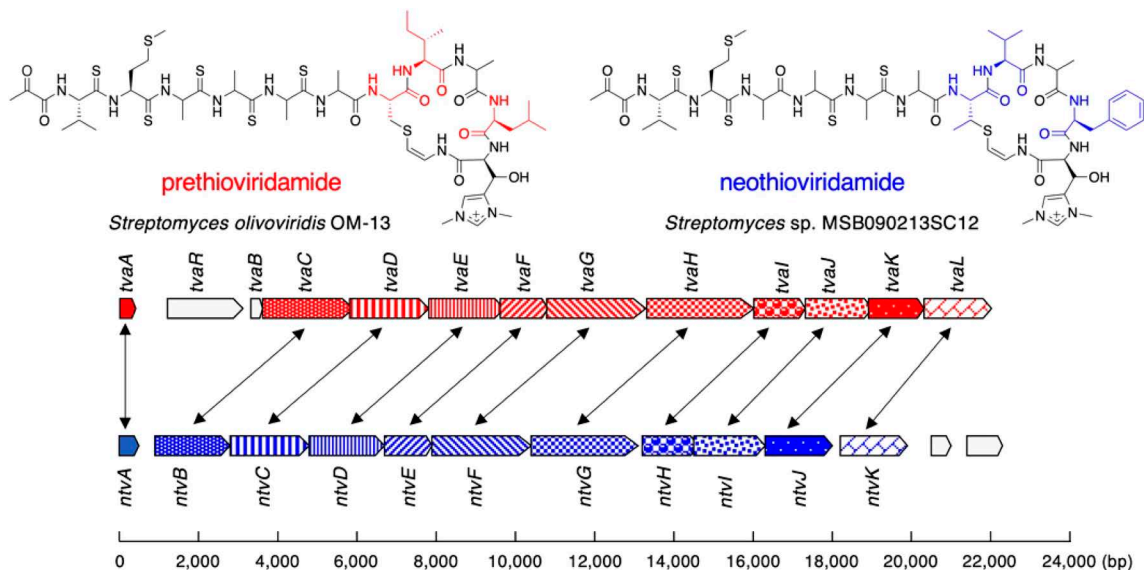 prethioviridamide
neothioviridamide
Streptomyces olivoviridis OM-13
Streptomyces sp. MSB090213SC12
tvaA tvaR tvaB tvaC tvaD tvaE tvaF tvaG tvaH tvaI tvaJ tvaK tvaL
ntvA ntvB ntvC ntvD ntvE ntvF ntvG ntvH ntvI ntvJ ntvK
0 2,000 4,000 6,000 8,000 10,000 12,000 14,000 16,000 18,000 20,000 22,000 24,000 (bp)